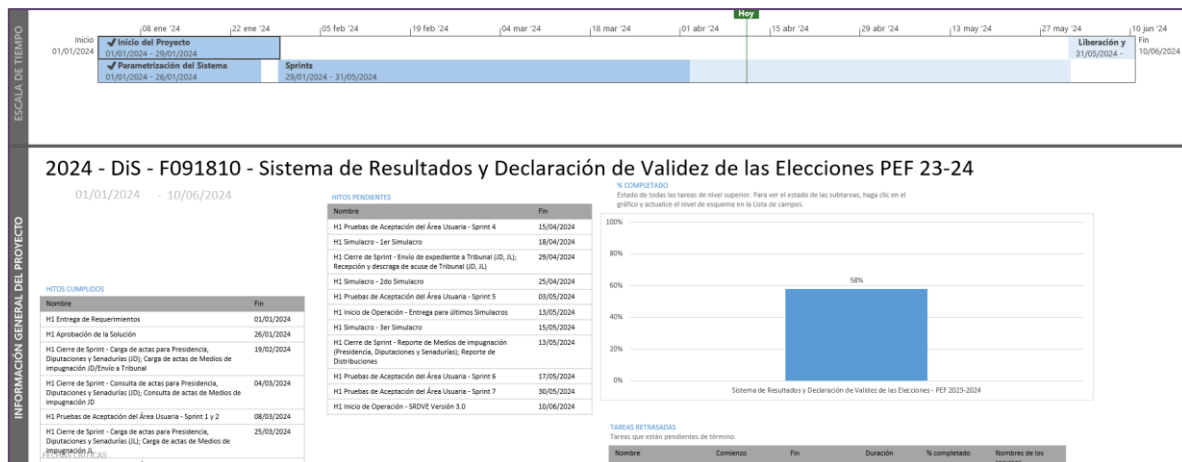 ESCALA DE TIEMPO
Hoy
08 ene '24
22 ene '24
05 feb '24
19 feb '24
04 mar '24
18 mar '24
01 abr '24
15 abr '24
29 abr '24
13 may '24
27 may '24
10 jun '24
Inicio
01/01/2024
✔ Inicio del Proyecto
01/01/2024 - 29/01/2024
Liberación y
31/05/2024 -
Fin
10/06/2024
✔ Parametrización del Sistema
01/01/2024 - 26/01/2024
Sprints
29/01/2024 - 31/05/2024
INFORMACIÓN GENERAL DEL PROYECTO
2024 - DiS - F091810 - Sistema de Resultados y Declaración de Validez de las Elecciones PEF 23-24
01/01/2024 - 10/06/2024
HITOS CUMPLIDOS
Nombre Fin
H1 Entrega de Requerimientos 01/01/2024
H1 Aprobación de la Solución 26/01/2024
H1 Cierre de Sprint - Carga de actas para Presidencia, 19/02/2024
Diputaciones y Senadurías (JD); Carga de actas de Medios de
impugnación JD/Envío a Tribunal
H1 Cierre de Sprint - Consulta de actas para Presidencia, 04/03/2024
Diputaciones y Senadurías (JD); Consulta de actas de Medios de
impugnación JD
H1 Pruebas de Aceptación del Área Usuaria - Sprint 1 y 2 08/03/2024
H1 Cierre de Sprint - Carga de actas para Presidencia, 25/03/2024
Diputaciones y Senadurías (JL); Carga de actas de Medios de
impugnación JL
FECHAS CRÍTICAS
HITOS PENDIENTES
Nombre Fin
H1 Pruebas de Aceptación del Área Usuaria - Sprint 4 15/04/2024
H1 Simulacro - 1er Simulacro 18/04/2024
H1 Cierre de Sprint - Envío de expediente a Tribunal (JD, JL); 29/04/2024
Recepción y descraga de acuse de Tribunal (JD, JL)
H1 Simulacro - 2do Simulacro 25/04/2024
H1 Pruebas de Aceptación del Área Usuaria - Sprint 5 03/05/2024
H1 Inicio de Operación - Entrega para últimos Simulacros 13/05/2024
H1 Simulacro - 3er Simulacro 15/05/2024
H1 Cierre de Sprint - Reporte de Medios de impugnación 13/05/2024
(Presidencia, Diputaciones y Senadurías); Reporte de
Distribuciones
H1 Pruebas de Aceptación del Área Usuaria - Sprint 6 17/05/2024
H1 Pruebas de Aceptación del Área Usuaria - Sprint 7 30/05/2024
H1 Inicio de Operación - SRDVE Versión 3.0 10/06/2024
% COMPLETADO
Estado de todas las tareas de nivel superior. Para ver el estado de las subtareas, haga clic en el
gráfico y actualice el nivel de esquema en la Lista de campos.
100%
80%
60%
40%
20%
0%
58%
Sistema de Resultados y Declaración de Validez de las Elecciones - PEF 2023-2024
TAREAS RETRASADAS
Tareas que están pendientes de término.
Nombre Comienzo Fin Duración % completado Nombres de los